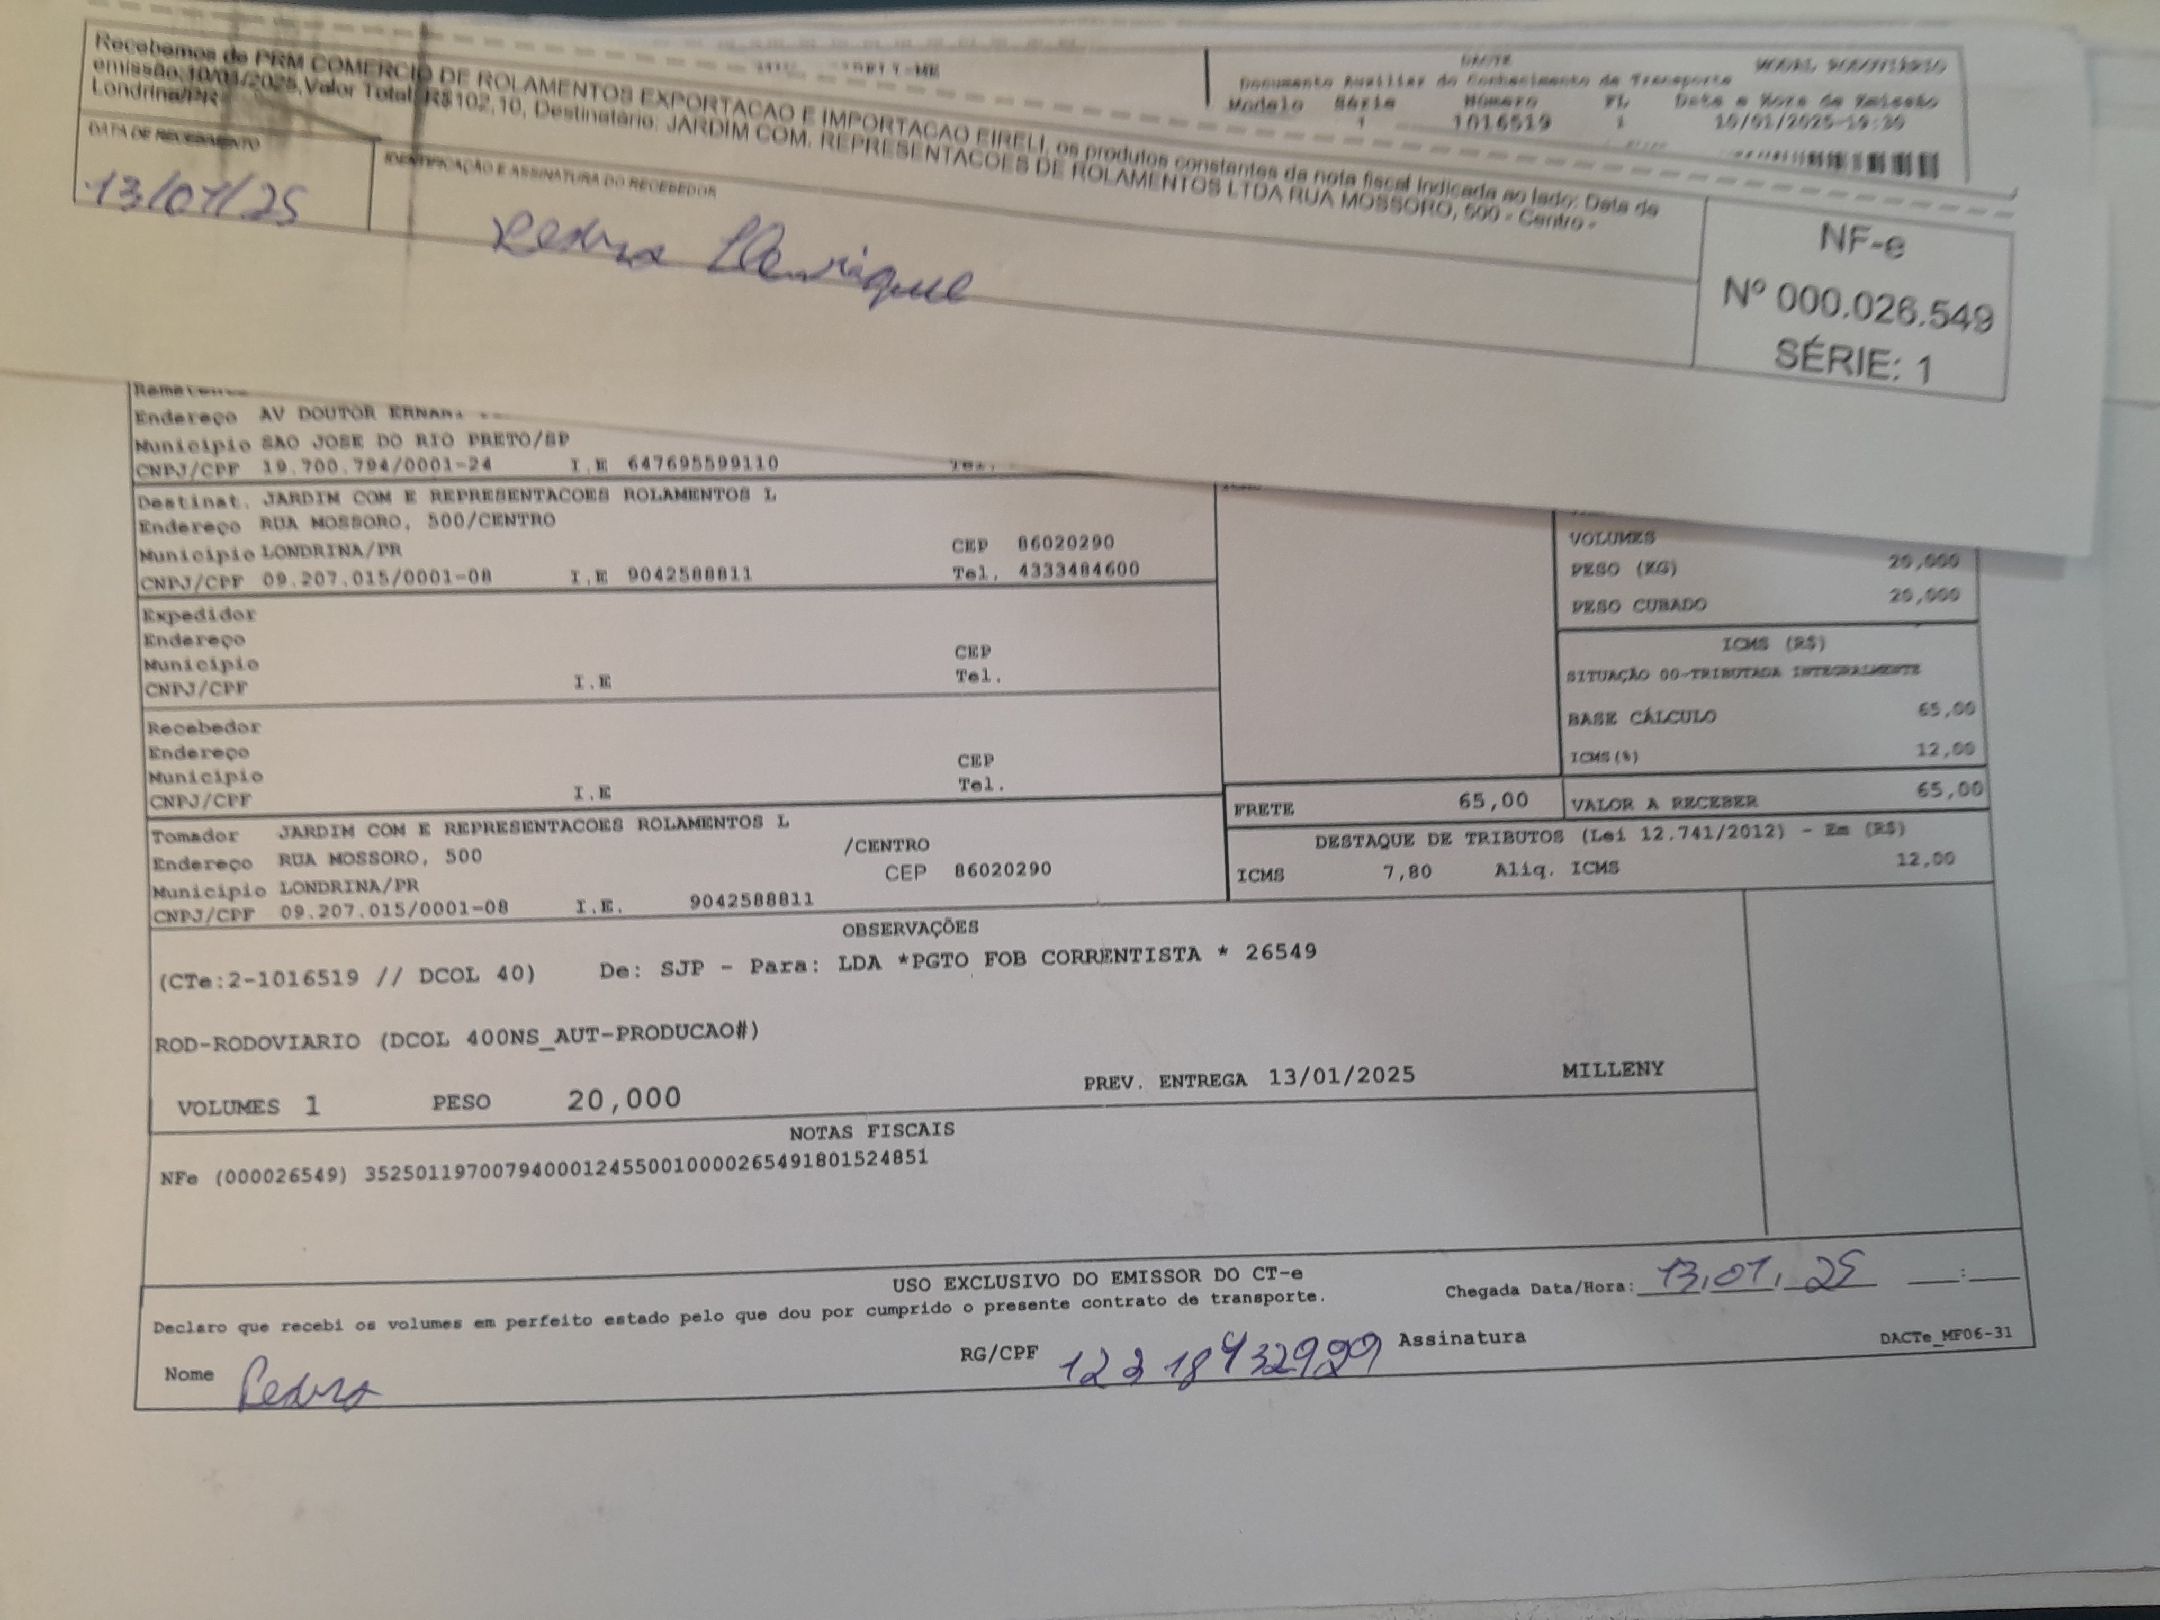 Recebemos de PRM COMERCIO DE ROLAMENTOS EXPORTACAO E IMPORTACAO EIRELI, os produtos constantes da nota fiscal indicada ao lado. Data de
emissão: 10/01/2025, Valor Total: R$ 102,10, Destinatário: JARDIM COM. REPRESENTACOES DE ROLAMENTOS LTDA RUA MOSSORO, 500 - Centro -
Londrina/PR
DATA DE RECEBIMENTO
IDENTIFICAÇÃO E ASSINATURA DO RECEBEDOR
13/01/25
Pedro Henrique
NF-e
Nº 000.026.549
SÉRIE: 1
DACTE
Documento Auxiliar do Conhecimento de Transporte
Modelo Série Número FL Data e Hora de Emissão
1 1016519 1 10/01/2025
Endereço AV DOUTOR
Município SAO JOSE DO RIO PRETO/SP
CNPJ/CPF 19.700.794/0001-24 I.E 647695599110
Destinat. JARDIM COM E REPRESENTACOES ROLAMENTOS L
Endereço RUA MOSSORO, 500/CENTRO
Município LONDRINA/PR CEP 86020290
CNPJ/CPF 09.207.015/0001-08 I.E 9042588811 Tel. 4333484600
Expedidor
Endereço
Município CEP
CNPJ/CPF I.E Tel.
Recebedor
Endereço
Município CEP
CNPJ/CPF I.E Tel.
Tomador JARDIM COM E REPRESENTACOES ROLAMENTOS L
Endereço RUA MOSSORO, 500 /CENTRO
Município LONDRINA/PR CEP 86020290
CNPJ/CPF 09.207.015/0001-08 I.E. 9042588811
VOLUMES
PESO (KG) 20,000
PESO CUBADO 20,000
ICMS (R$)
SITUAÇÃO 00-TRIBUTADA INTEGRALMENTE
BASE CÁLCULO 65,00
ICMS(%) 12,00
FRETE 65,00 VALOR A RECEBER 65,00
DESTAQUE DE TRIBUTOS (Lei 12.741/2012) - Em (R$)
ICMS 7,80 Aliq. ICMS 12,00
OBSERVAÇÕES
(CTe:2-1016519 // DCOL 40) De: SJP - Para: LDA *PGTO FOB CORRENTISTA * 26549
ROD-RODOVIARIO (DCOL 400NS_AUT-PRODUCAO#)
VOLUMES 1 PESO 20,000 PREV. ENTREGA 13/01/2025 MILLENY
NOTAS FISCAIS
NFe (000026549) 35250119700794000124550010000265491801524851
USO EXCLUSIVO DO EMISSOR DO CT-e
Declaro que recebi os volumes em perfeito estado pelo que dou por cumprido o presente contrato de transporte.
Chegada Data/Hora: 13,01,25 __:__
Nome Pedro RG/CPF Assinatura
DACTe_MF06-31